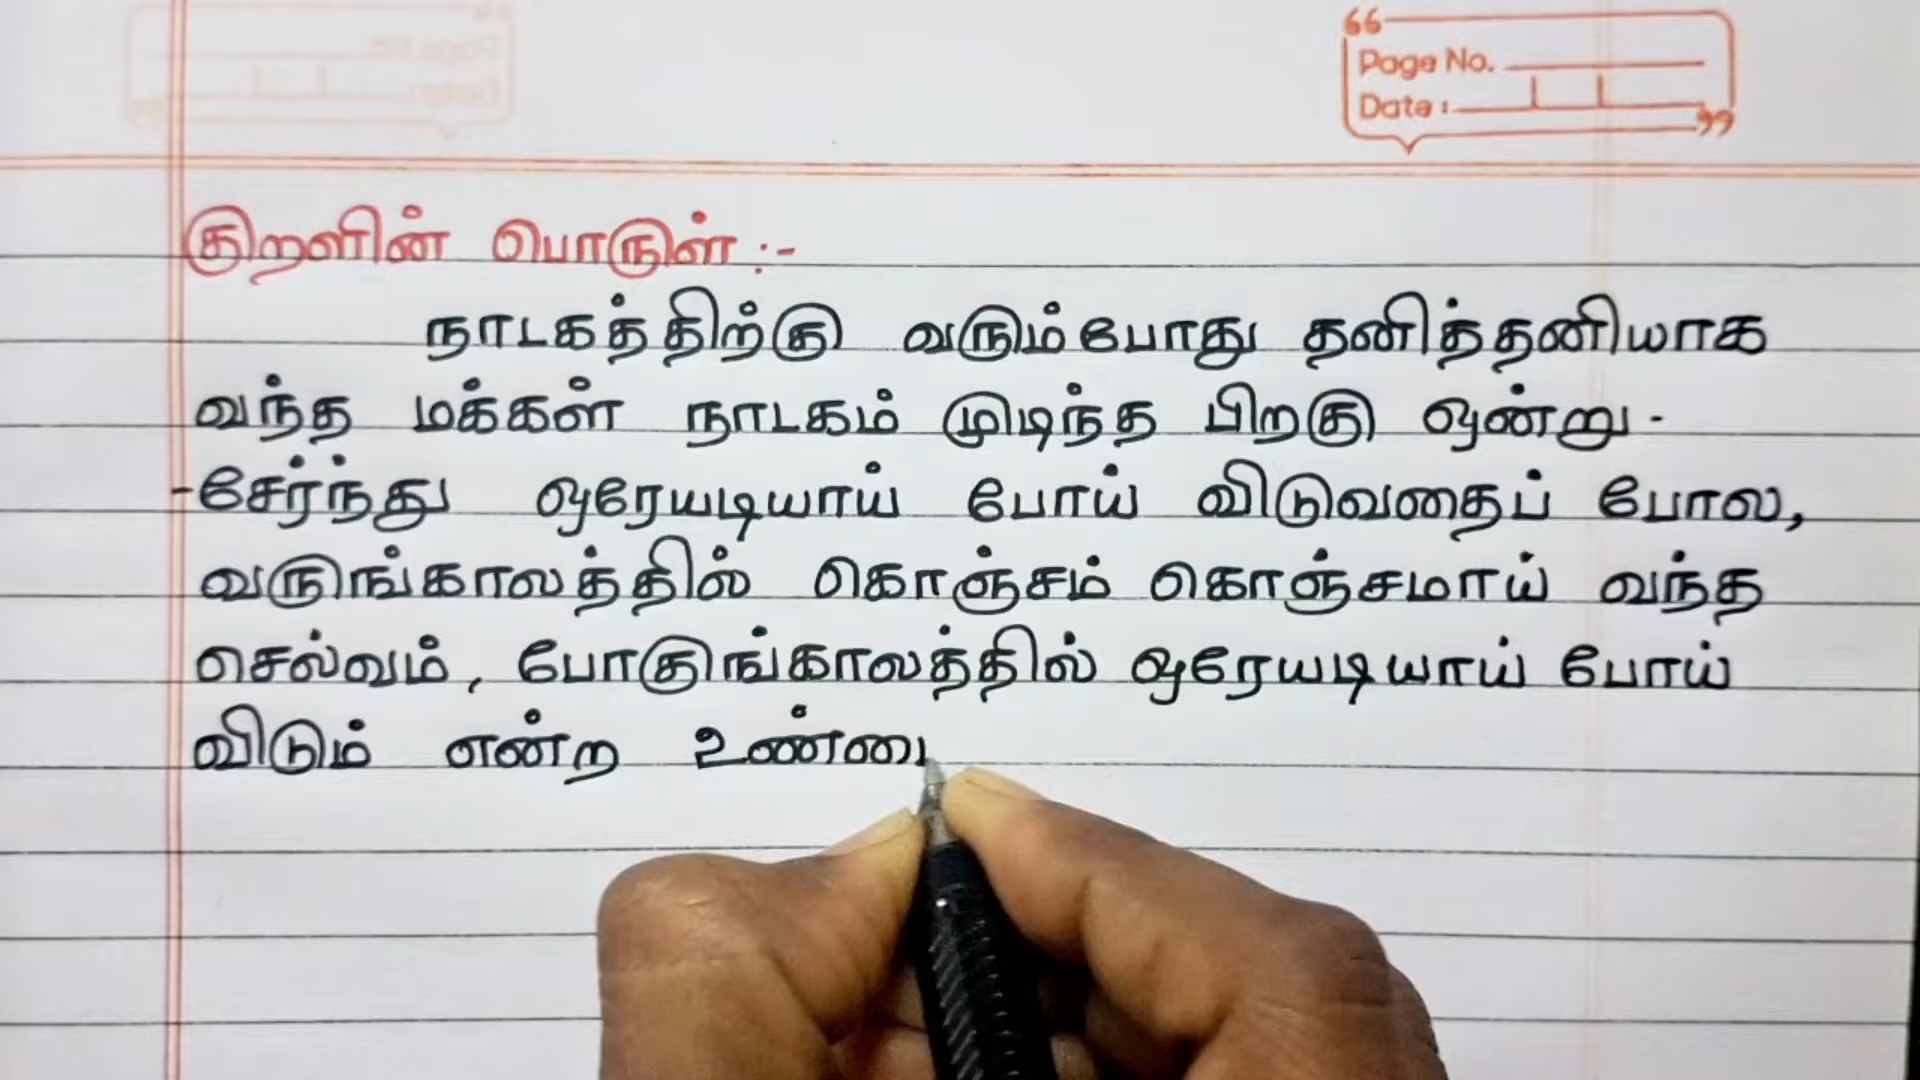 Page No.
Date :
குறளின் பொருள் :-
நாடகத்திற்கு வரும்போது தனித்தனியாக
வந்த மக்கள் நாடகம் முடிந்த பிறகு ஒன்று-
-சேர்ந்து ஒரேயடியாய் போய் விடுவதைப் போல,
வருங்காலத்தில் கொஞ்சம் கொஞ்சமாய் வந்த
செல்வம், போகுங்காலத்தில் ஒரேயடியாய் போய்
விடும் என்ற